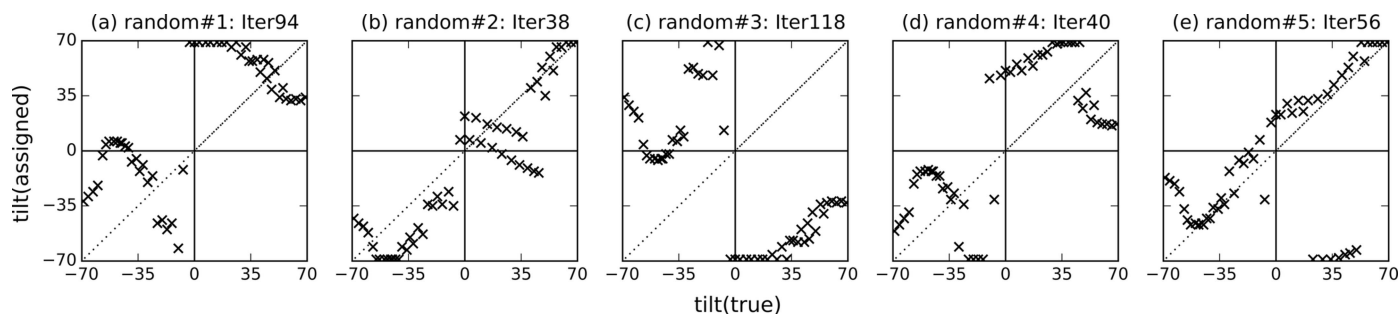 (a) random#1: Iter94
(b) random#2: Iter38
(c) random#3: Iter118
(d) random#4: Iter40
(e) random#5: Iter56
tilt(assigned)
70
35
0
−35
−70
−70 −35 0 35 70
−70 −35 0 35 70
−70 −35 0 35 70
−70 −35 0 35 70
−70 −35 0 35 70
tilt(true)